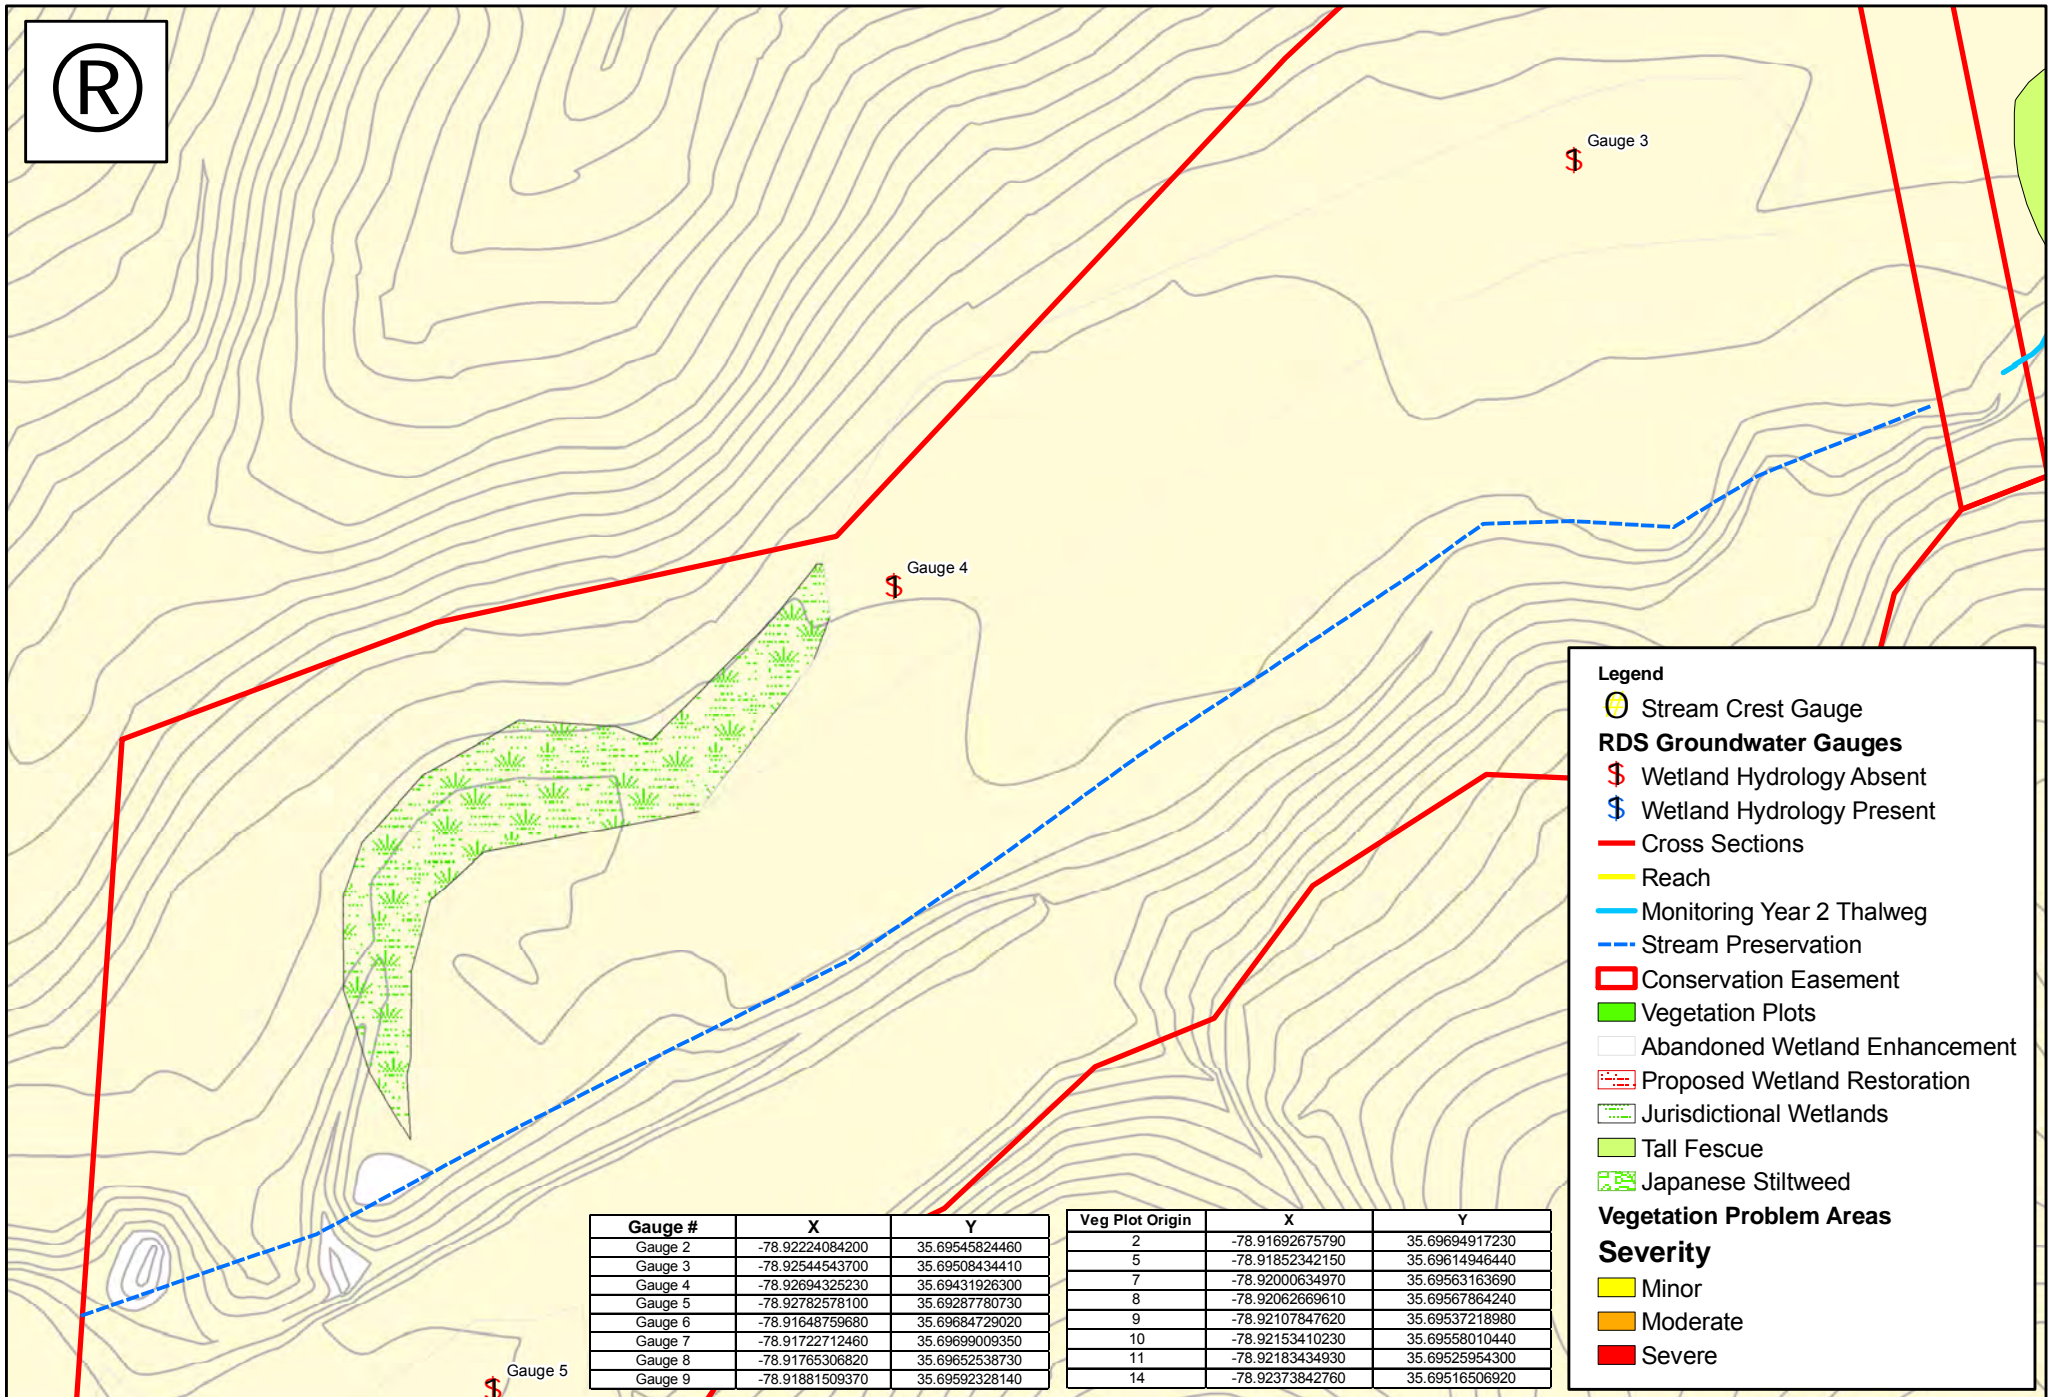 ®
Gauge 3
Gauge 4
Gauge 5
Legend
Stream Crest Gauge
RDS Groundwater Gauges
Wetland Hydrology Absent
Wetland Hydrology Present
Cross Sections
Reach
Monitoring Year 2 Thalweg
Stream Preservation
Conservation Easement
Vegetation Plots
Abandoned Wetland Enhancement
Proposed Wetland Restoration
Jurisdictional Wetlands
Tall Fescue
Japanese Stiltweed
Vegetation Problem Areas
Severity
Minor
Moderate
Severe
Gauge # X Y
Gauge 2 -78.92224084200 35.69545824460
Gauge 3 -78.92544543700 35.69508434410
Gauge 4 -78.92694325230 35.69431926300
Gauge 5 -78.92782578100 35.69287780730
Gauge 6 -78.91648759680 35.69684729020
Gauge 7 -78.91722712460 35.69699009350
Gauge 8 -78.91765306820 35.69652538730
Gauge 9 -78.91881509370 35.69592328140
Veg Plot Origin X Y
2 -78.91692675790 35.69694917230
5 -78.91852342150 35.69614946440
7 -78.92000634970 35.69563163690
8 -78.92062669610 35.69567864240
9 -78.92107847620 35.69537218980
10 -78.92153410230 35.69558010440
11 -78.92183434930 35.69525954300
14 -78.92373842760 35.69516506920